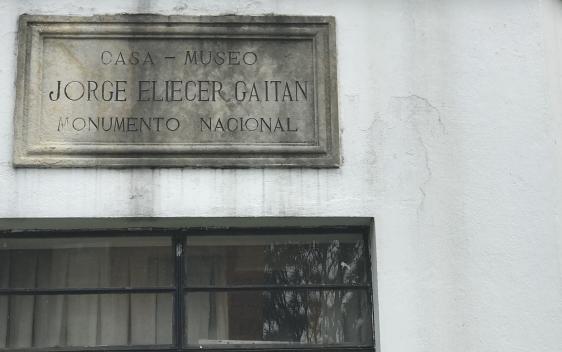 CASA - MUSEO
JORGE ELIECER GAITAN
MONUMENTO NACIONAL